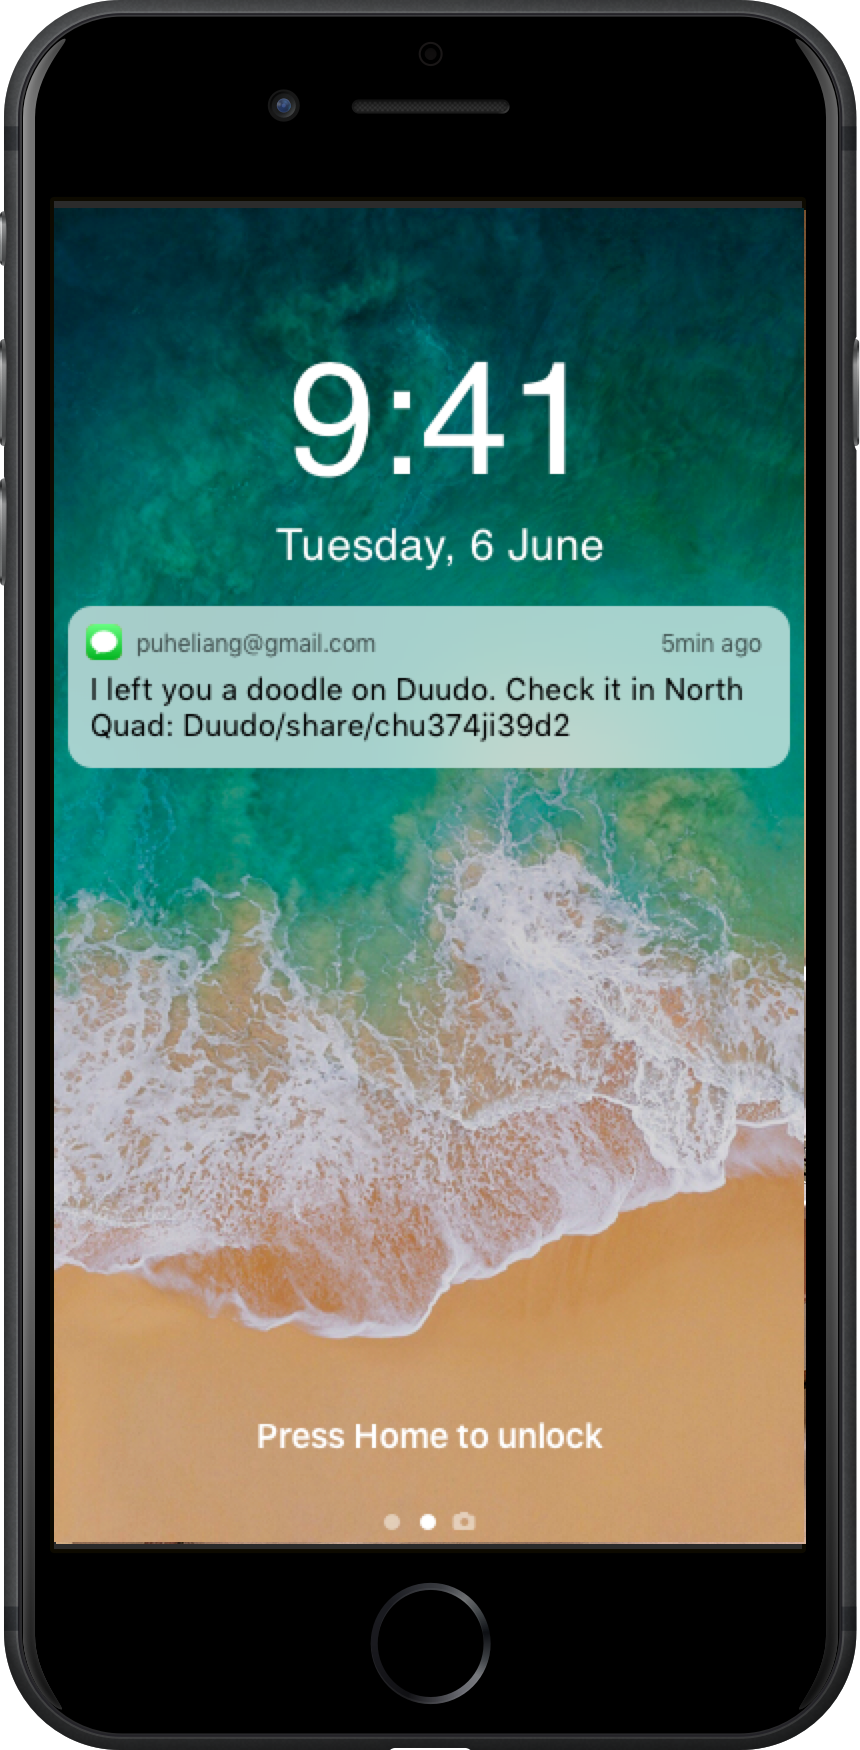 9:41
Tuesday, 6 June
puheliang@gmail.com 5min ago
I left you a doodle on Duudo. Check it in North
Quad: Duudo/share/chu374ji39d2
Press Home to unlock